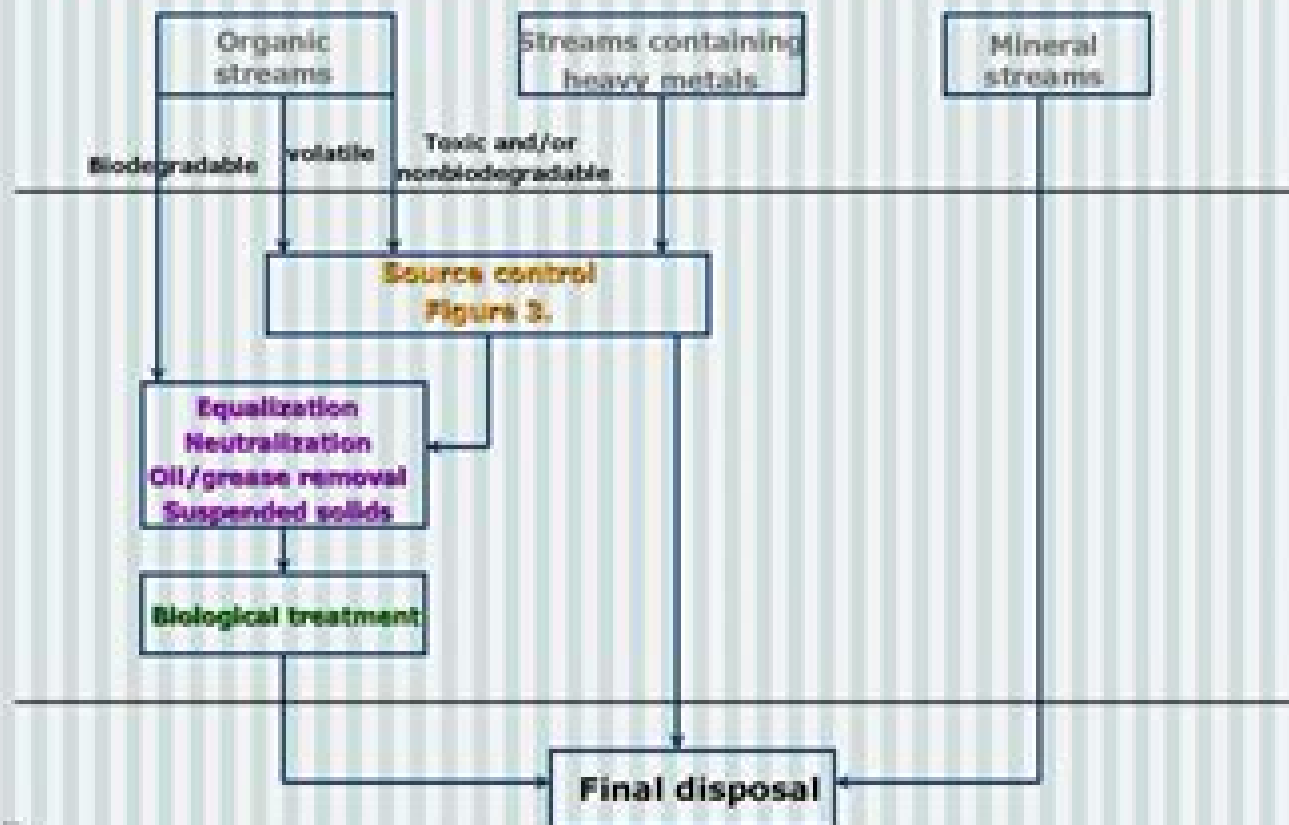 Organic
streams
Streams containing
heavy metals
Mineral
streams
Biodegradable
volatile
Toxic and/or
nonbiodegradable
Source control
Figure 3.
Equalization
Neutralization
Oil/grease removal
Suspended solids
Biological treatment
Final disposal